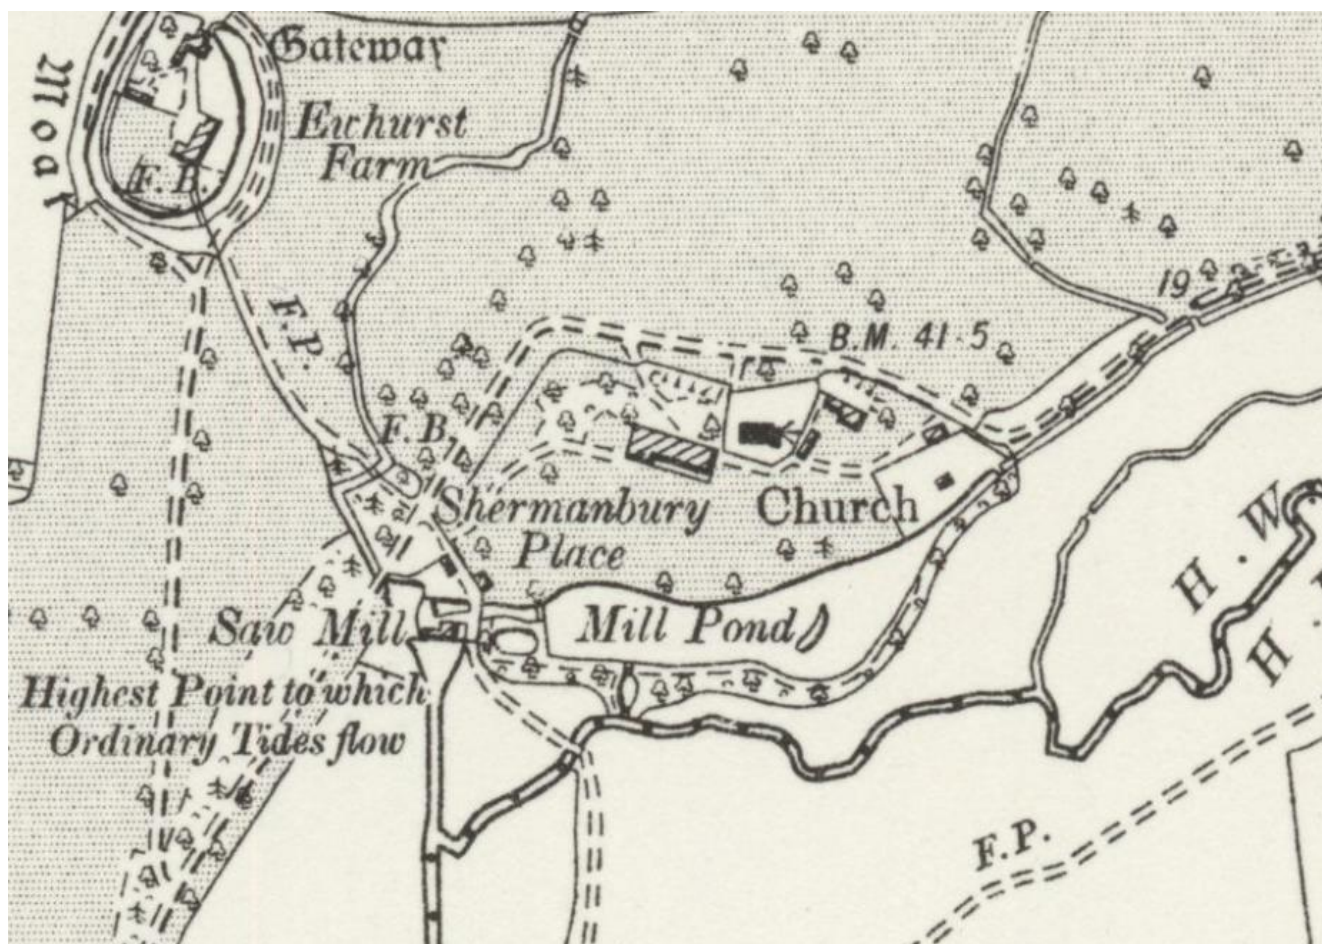 Gateway
Moat
Ewhurst
Farm
F.B.
F.P.
19
B.M. 41·5
F.B.
Shermanbury
Place
Church
H.W.
Saw Mill
Mill Pond
H.
Highest Point to which
Ordinary Tides flow
F.P.